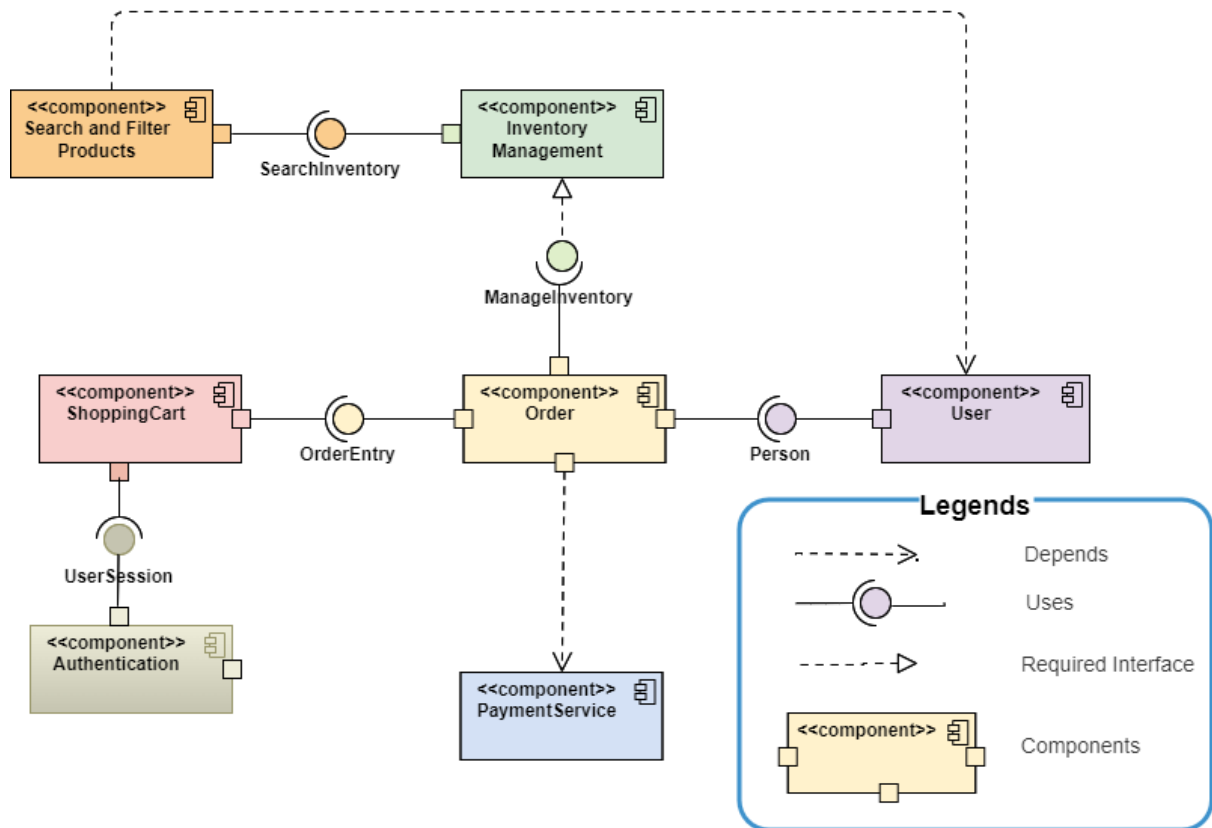 <<component>>
Search and Filter
Products
SearchInventory
<<component>>
Inventory
Management
ManageInventory
<<component>>
ShoppingCart
OrderEntry
<<component>>
Order
Person
<<component>>
User
UserSession
<<component>>
Authentication
<<component>>
PaymentService
Legends
Depends
Uses
Required Interface
<<component>>
Components